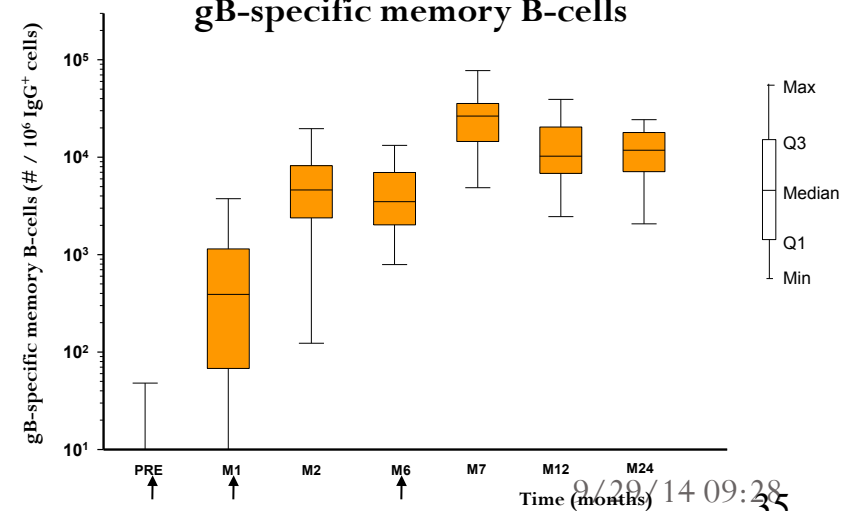 gB-specific memory B-cells
gB-specific memory B-cells (# / 10⁶ IgG⁺ cells)
10⁵
10⁴
10³
10²
10¹
PRE M1 M2 M6 M7 M12 M24
Time (months)
Max
Q3
Median
Q1
Min
9/29/14 09:28
35